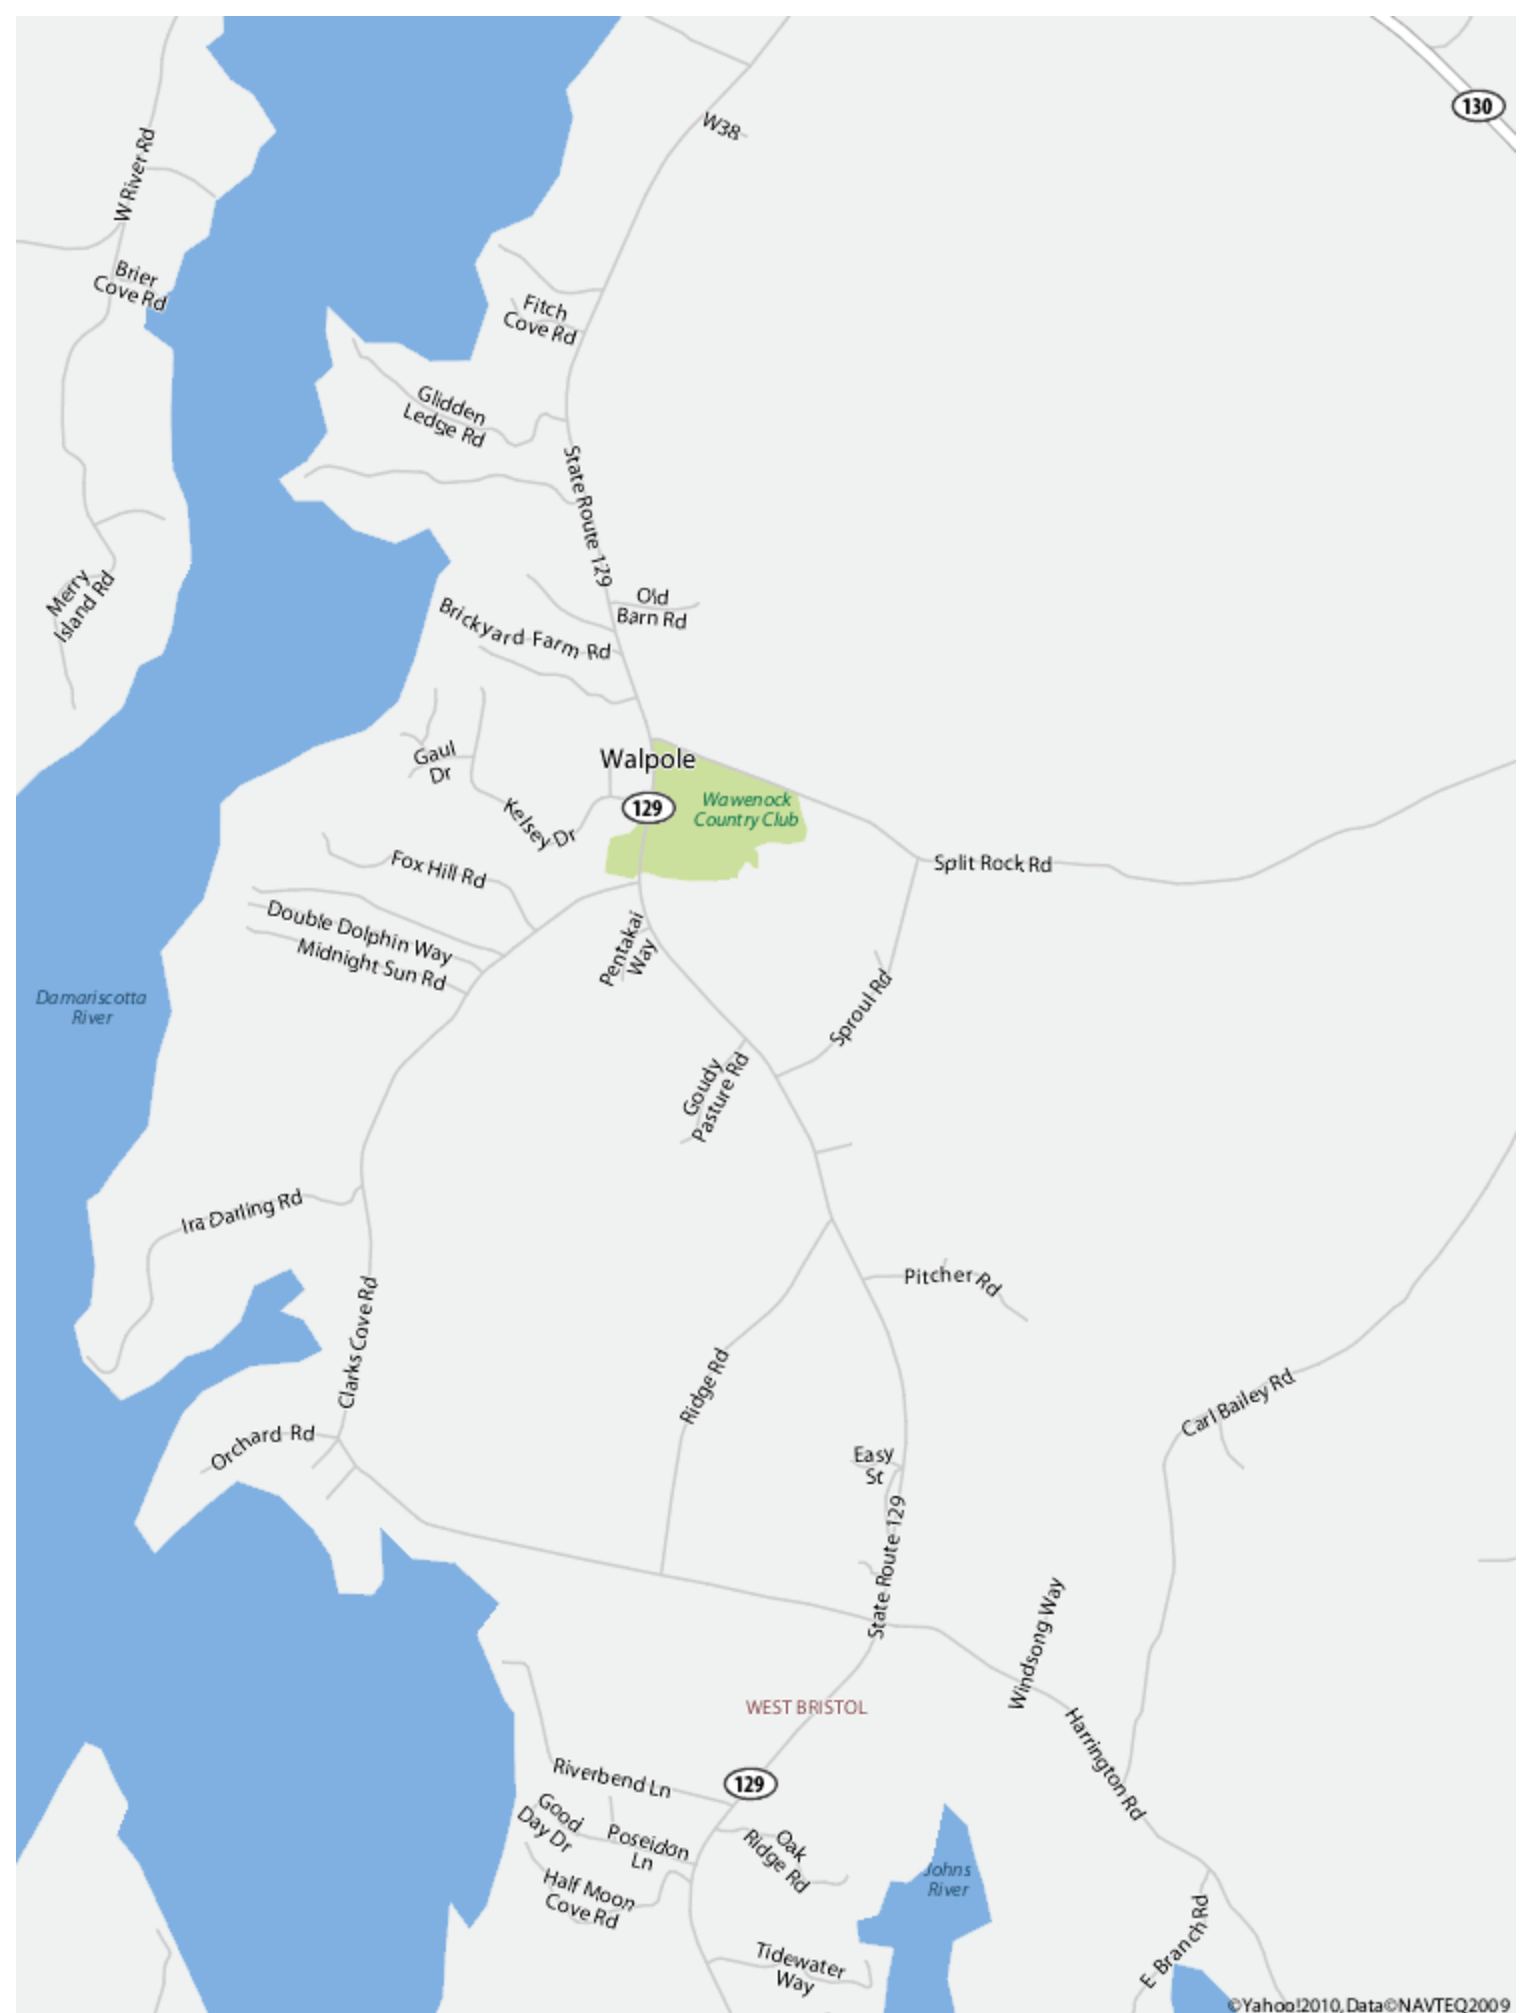 130
W38
W River Rd
Brier
Cove Rd
Fitch
Cove Rd
Glidden
Ledge Rd
State Route 129
Merry
Island Rd
Old
Barn Rd
Brickyard Farm Rd
Gaul
Dr
Walpole
129
Wawenock
Country Club
Kelsey Dr
Fox Hill Rd
Split Rock Rd
Double Dolphin Way
Midnight Sun Rd
Pentakai
Way
Damariscotta
River
Sproul Rd
Goudy
Pasture Rd
Ira Darling Rd
Pitcher Rd
Clarks Cove Rd
Ridge Rd
Carl Bailey Rd
Orchard Rd
Easy
St
State Route 129
Windsong Way
WEST BRISTOL
Harrington Rd
Riverbend Ln
129
Good
Day Dr
Poseidon
Ln
Oak
Ridge Rd
Half Moon
Cove Rd
Johns
River
E Branch Rd
Tidewater
Way
©Yahoo!2010,Data©NAVTEQ2009